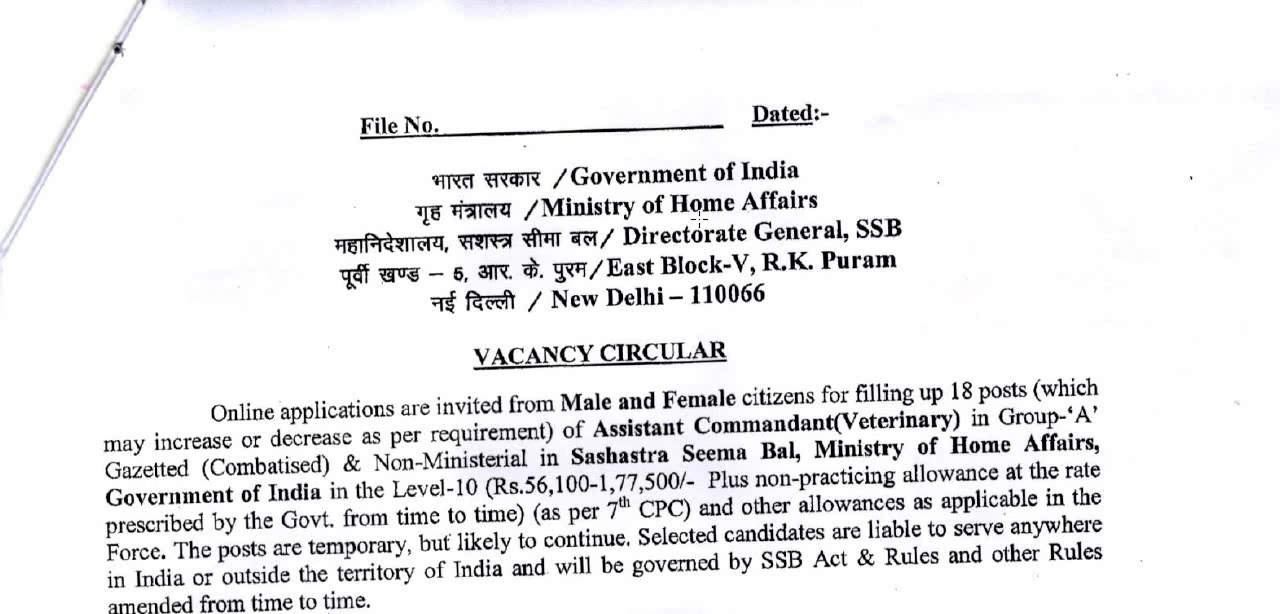 File No. ____________________ Dated:-
भारत सरकार / Government of India
गृह मंत्रालय / Ministry of Home Affairs
महानिदेशालय, सशस्त्र सीमा बल / Directorate General, SSB
पूर्वी खण्ड – 5, आर. के. पुरम / East Block-V, R.K. Puram
नई दिल्ली / New Delhi – 110066
VACANCY CIRCULAR
Online applications are invited from Male and Female citizens for filling up 18 posts (which
may increase or decrease as per requirement) of Assistant Commandant(Veterinary) in Group-‘A’
Gazetted (Combatised) & Non-Ministerial in Sashastra Seema Bal, Ministry of Home Affairs,
Government of India in the Level-10 (Rs.56,100-1,77,500/- Plus non-practicing allowance at the rate
prescribed by the Govt. from time to time) (as per 7th CPC) and other allowances as applicable in the
Force. The posts are temporary, but likely to continue. Selected candidates are liable to serve anywhere
in India or outside the territory of India and will be governed by SSB Act & Rules and other Rules
amended from time to time.